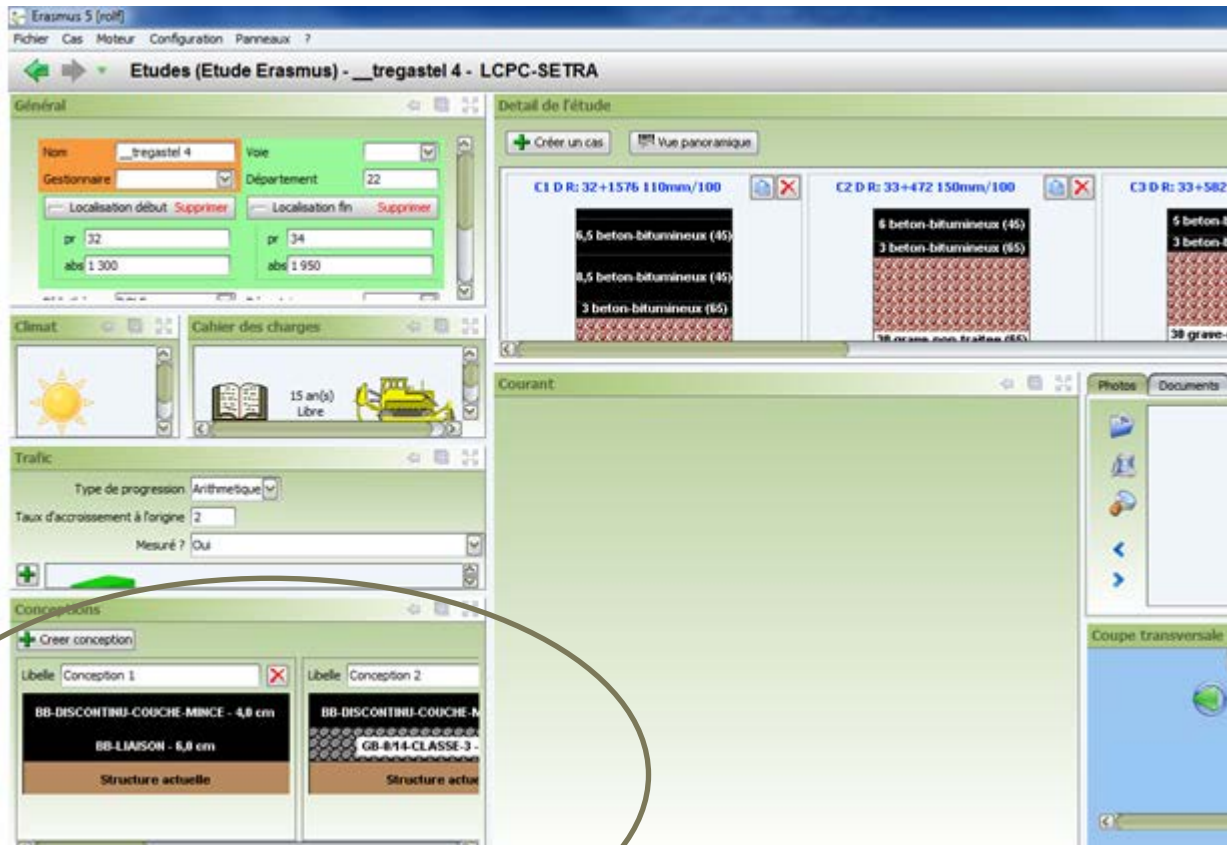 Erasmus 5 [rolf]
Fichier Cas Moteur Configuration Panneaux ?
Etudes (Etude Erasmus) - __tregastel 4 - LCPC-SETRA
Général
Nom __tregastel 4 Voie
Gestionnaire Département 22
Localisation début Supprimer Localisation fin Supprimer
pr 32 pr 34
abs 1 300 abs 1 950
Climat
Cahier des charges
15 an(s)
Libre
Trafic
Type de progression Arithmetique
Taux d'accroissement à l'origine 2
Mesuré ? Oui
Conceptions
Creer conception
Libelle Conception 1 Libelle Conception 2
BB-DISCONTINU-COUCHE-MINCE - 4,0 cm
BB-LIAISON - 6,0 cm
Structure actuelle
BB-DISCONTINU-COUCHE-M
GB-0/14-CLASSE-3 -
Structure actue
Detail de l'étude
Créer un cas Vue panoramique
C1 D R: 32+1576 110mm/100
6,5 beton-bitumineux (45)
8,5 beton-bitumineux (45)
3 beton-bitumineux (65)
C2 D R: 33+472 150mm/100
6 beton-bitumineux (45)
3 beton-bitumineux (65)
38 grave-non-traitee (65)
C3 D R: 33+582
5 beton-b
3 beton-b
38 grave-
Courant
Photos Documents
Coupe transversale